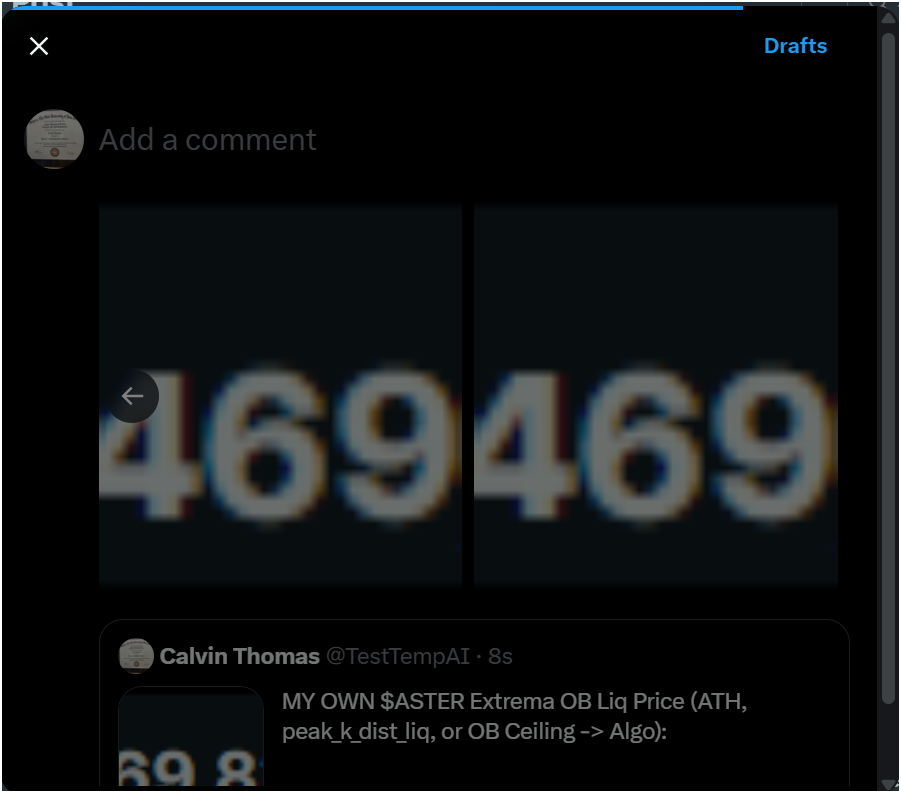 Drafts
Add a comment
469
469
Calvin Thomas @TestTempAI · 8s
MY OWN $ASTER Extrema OB Liq Price (ATH,
peak_k_dist_liq, or OB Ceiling -> Algo):
69 8